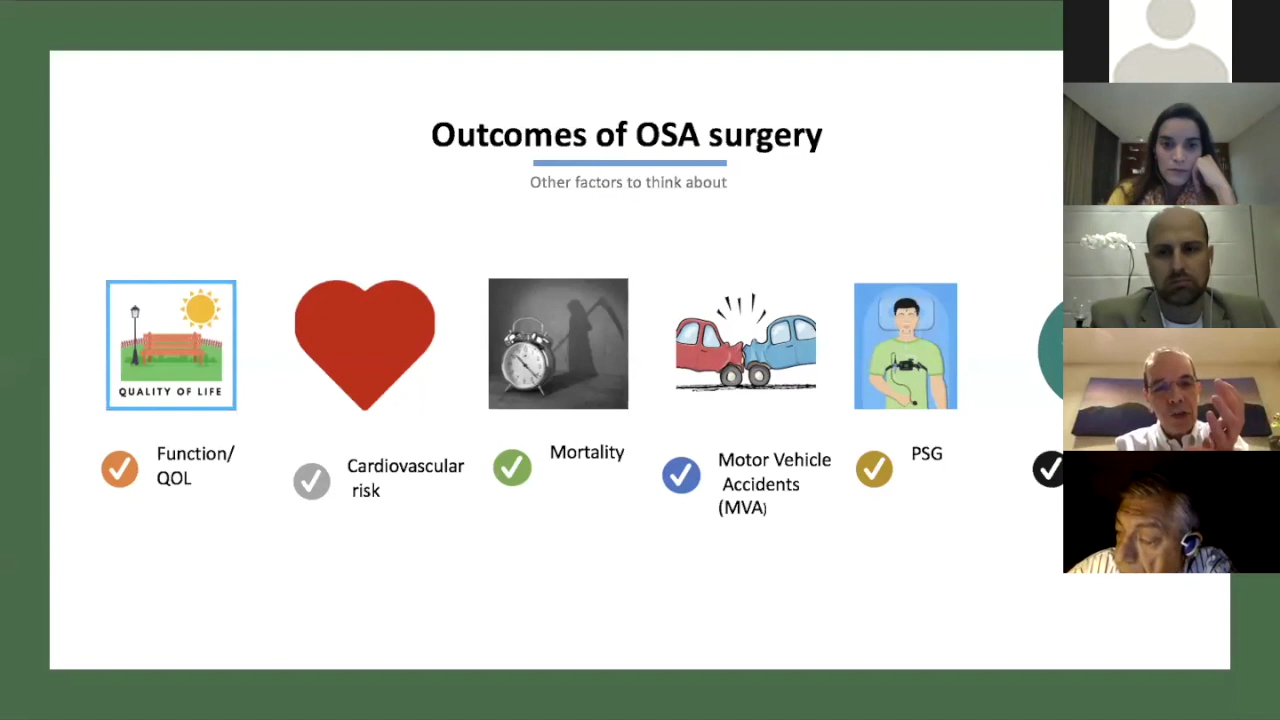 Outcomes of OSA surgery
Other factors to think about
QUALITY OF LIFE
Function/
QOL
Cardiovascular
risk
Mortality
Motor Vehicle
Accidents
(MVA)
PSG